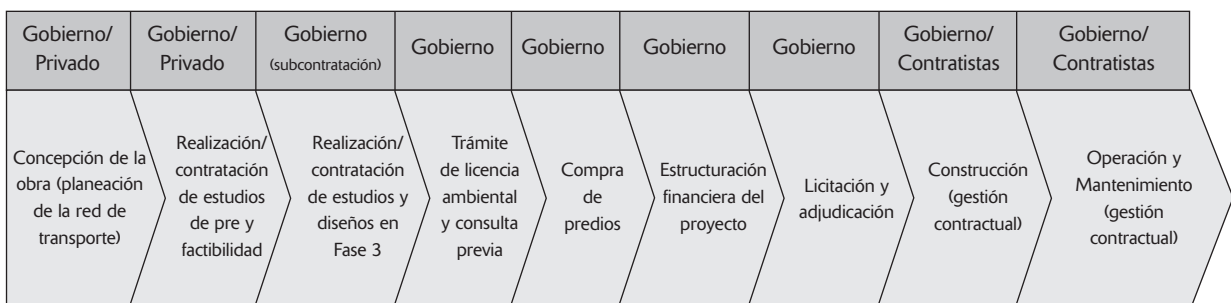 Gobierno/
Privado
Gobierno/
Privado
Gobierno
(subcontratación)
Gobierno
Gobierno
Gobierno
Gobierno
Gobierno/
Contratistas
Gobierno/
Contratistas
Concepción de la
obra (planeación
de la red de
transporte)
Realización/
contratación
de estudios
de pre y
factibilidad
Realización/
contratación
de estudios y
diseños en
Fase 3
Trámite
de licencia
ambiental
y consulta
previa
Compra
de
predios
Estructuración
financiera del
proyecto
Licitación y
adjudicación
Construcción
(gestión
contractual)
Operación y
Mantenimiento
(gestión
contractual)